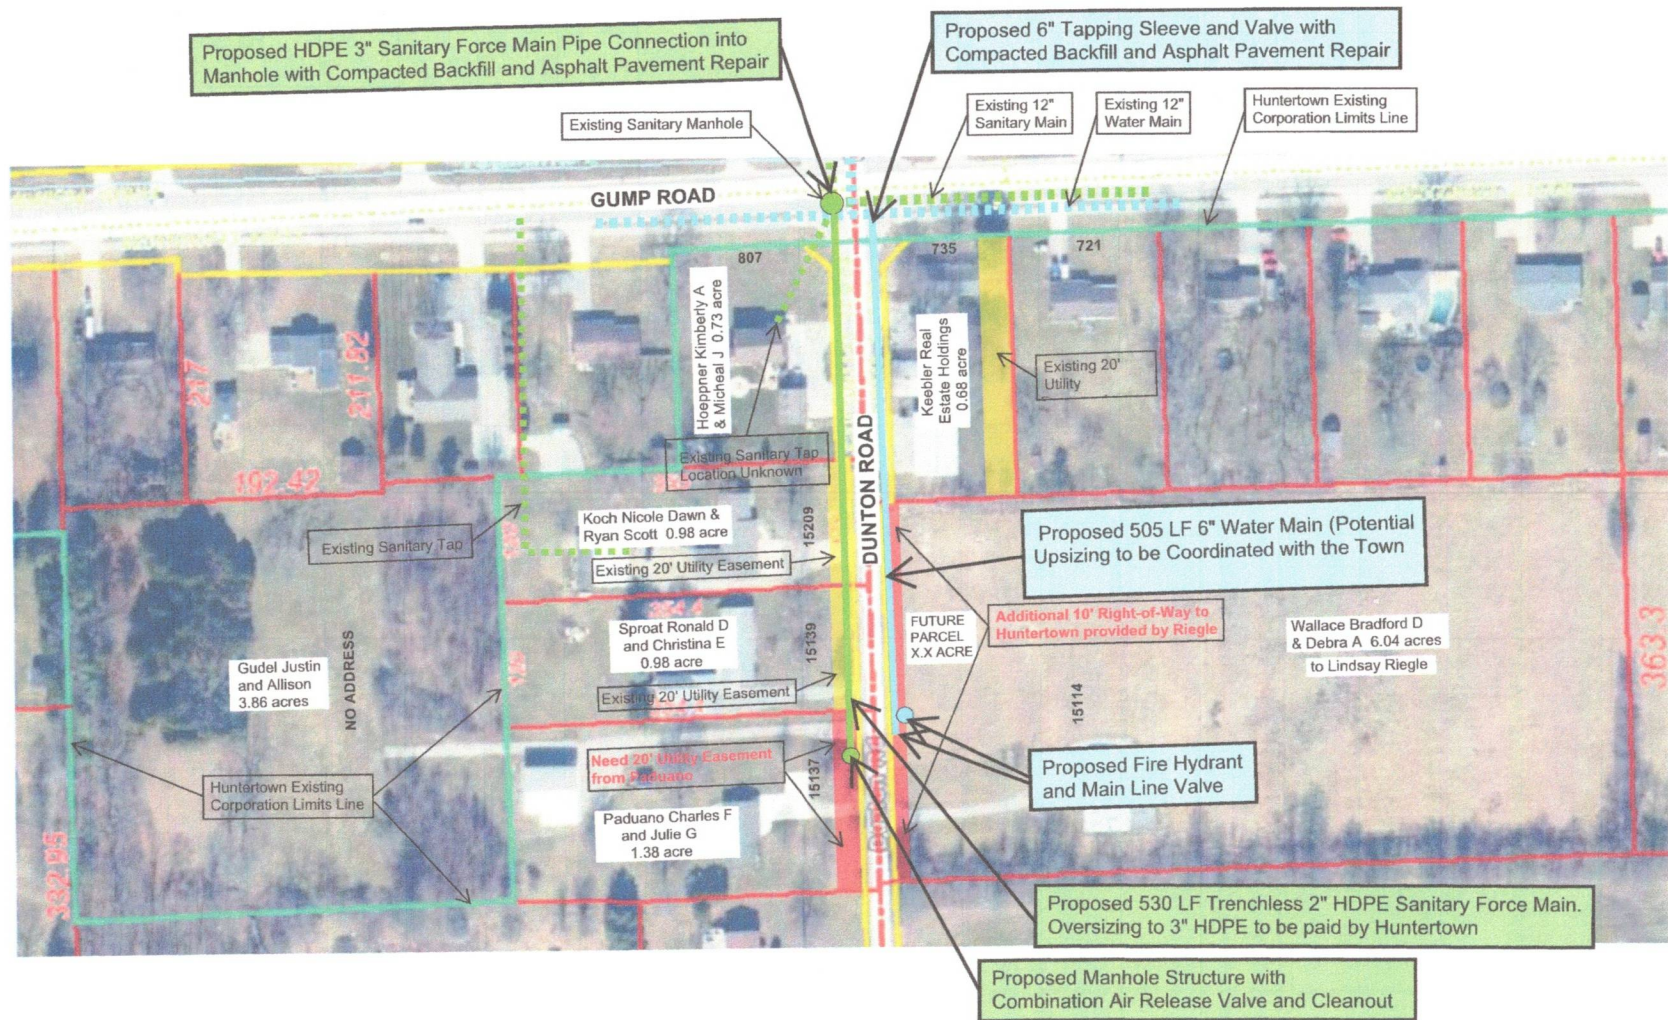 Proposed HDPE 3" Sanitary Force Main Pipe Connection into
Manhole with Compacted Backfill and Asphalt Pavement Repair
Proposed 6" Tapping Sleeve and Valve with
Compacted Backfill and Asphalt Pavement Repair
Existing Sanitary Manhole
Existing 12"
Sanitary Main
Existing 12"
Water Main
Huntertown Existing
Corporation Limits Line
GUMP ROAD
807
735
721
Hoeppner Kimberly A
& Micheal J 0.73 acre
Keebler Real
Estate Holdings
0.68 acre
217
211.82
192.42
Existing 20'
Utility
Existing Sanitary Tap
Location Unknown
DUNTON ROAD
Existing Sanitary Tap
Koch Nicole Dawn &
Ryan Scott 0.98 acre
15209
Existing 20' Utility Easement
Proposed 505 LF 6" Water Main (Potential
Upsizing to be Coordinated with the Town
Sproat Ronald D
and Christina E
0.98 acre
15139
Existing 20' Utility Easement
FUTURE
PARCEL
X.X ACRE
Additional 10' Right-of-Way to
Huntertown provided by Riegle
Wallace Bradford D
& Debra A 6.04 acres
to Lindsay Riegle
363.3
15114
Gudel Justin
and Allison
3.86 acres
NO ADDRESS
Need 20' Utility Easement
from Paduano
15137
Huntertown Existing
Corporation Limits Line
Paduano Charles F
and Julie G
1.38 acre
Proposed Fire Hydrant
and Main Line Valve
332.95
Proposed 530 LF Trenchless 2" HDPE Sanitary Force Main.
Oversizing to 3" HDPE to be paid by Huntertown
Proposed Manhole Structure with
Combination Air Release Valve and Cleanout